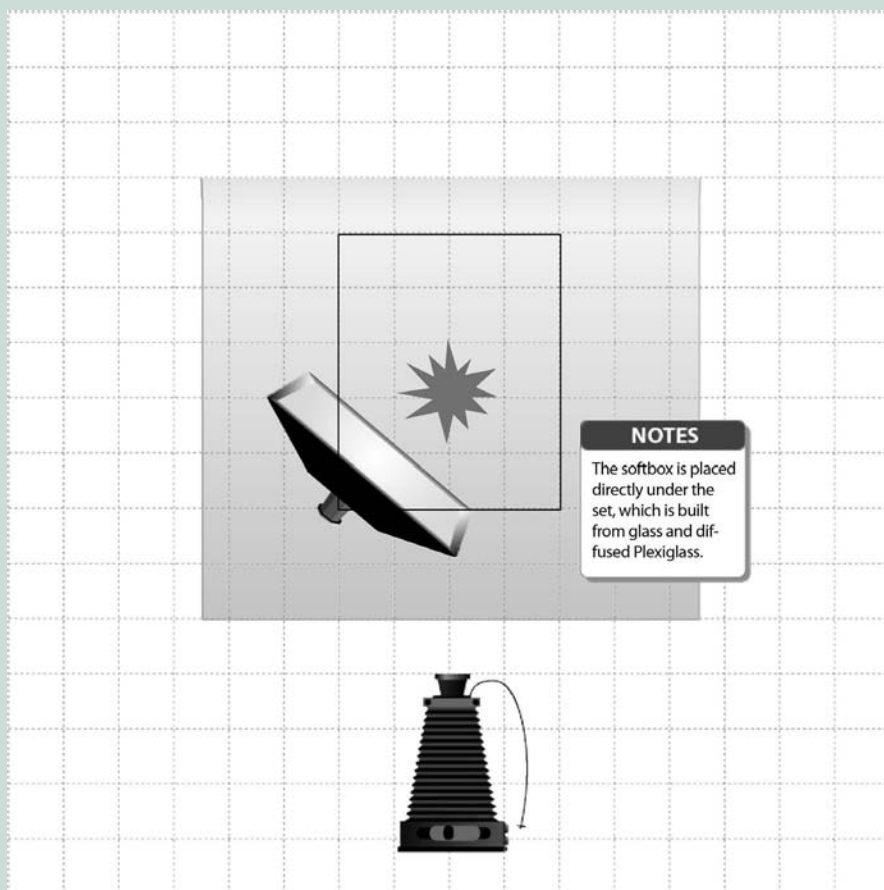 NOTES
The softbox is placed
directly under the
set, which is built
from glass and dif-
fused Plexiglass.